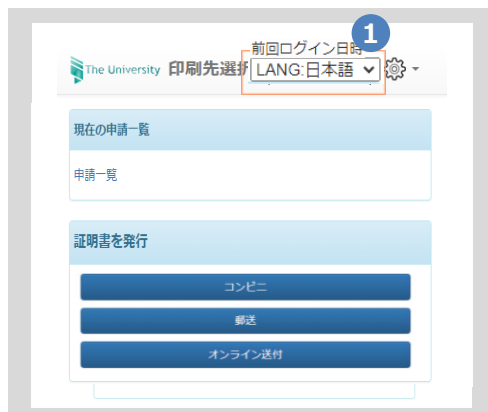 1
前回ログイン日時
The University 印刷先選択 LANG:日本語
現在の申請一覧
申請一覧
証明書を発行
コンビニ
郵送
オンライン送付